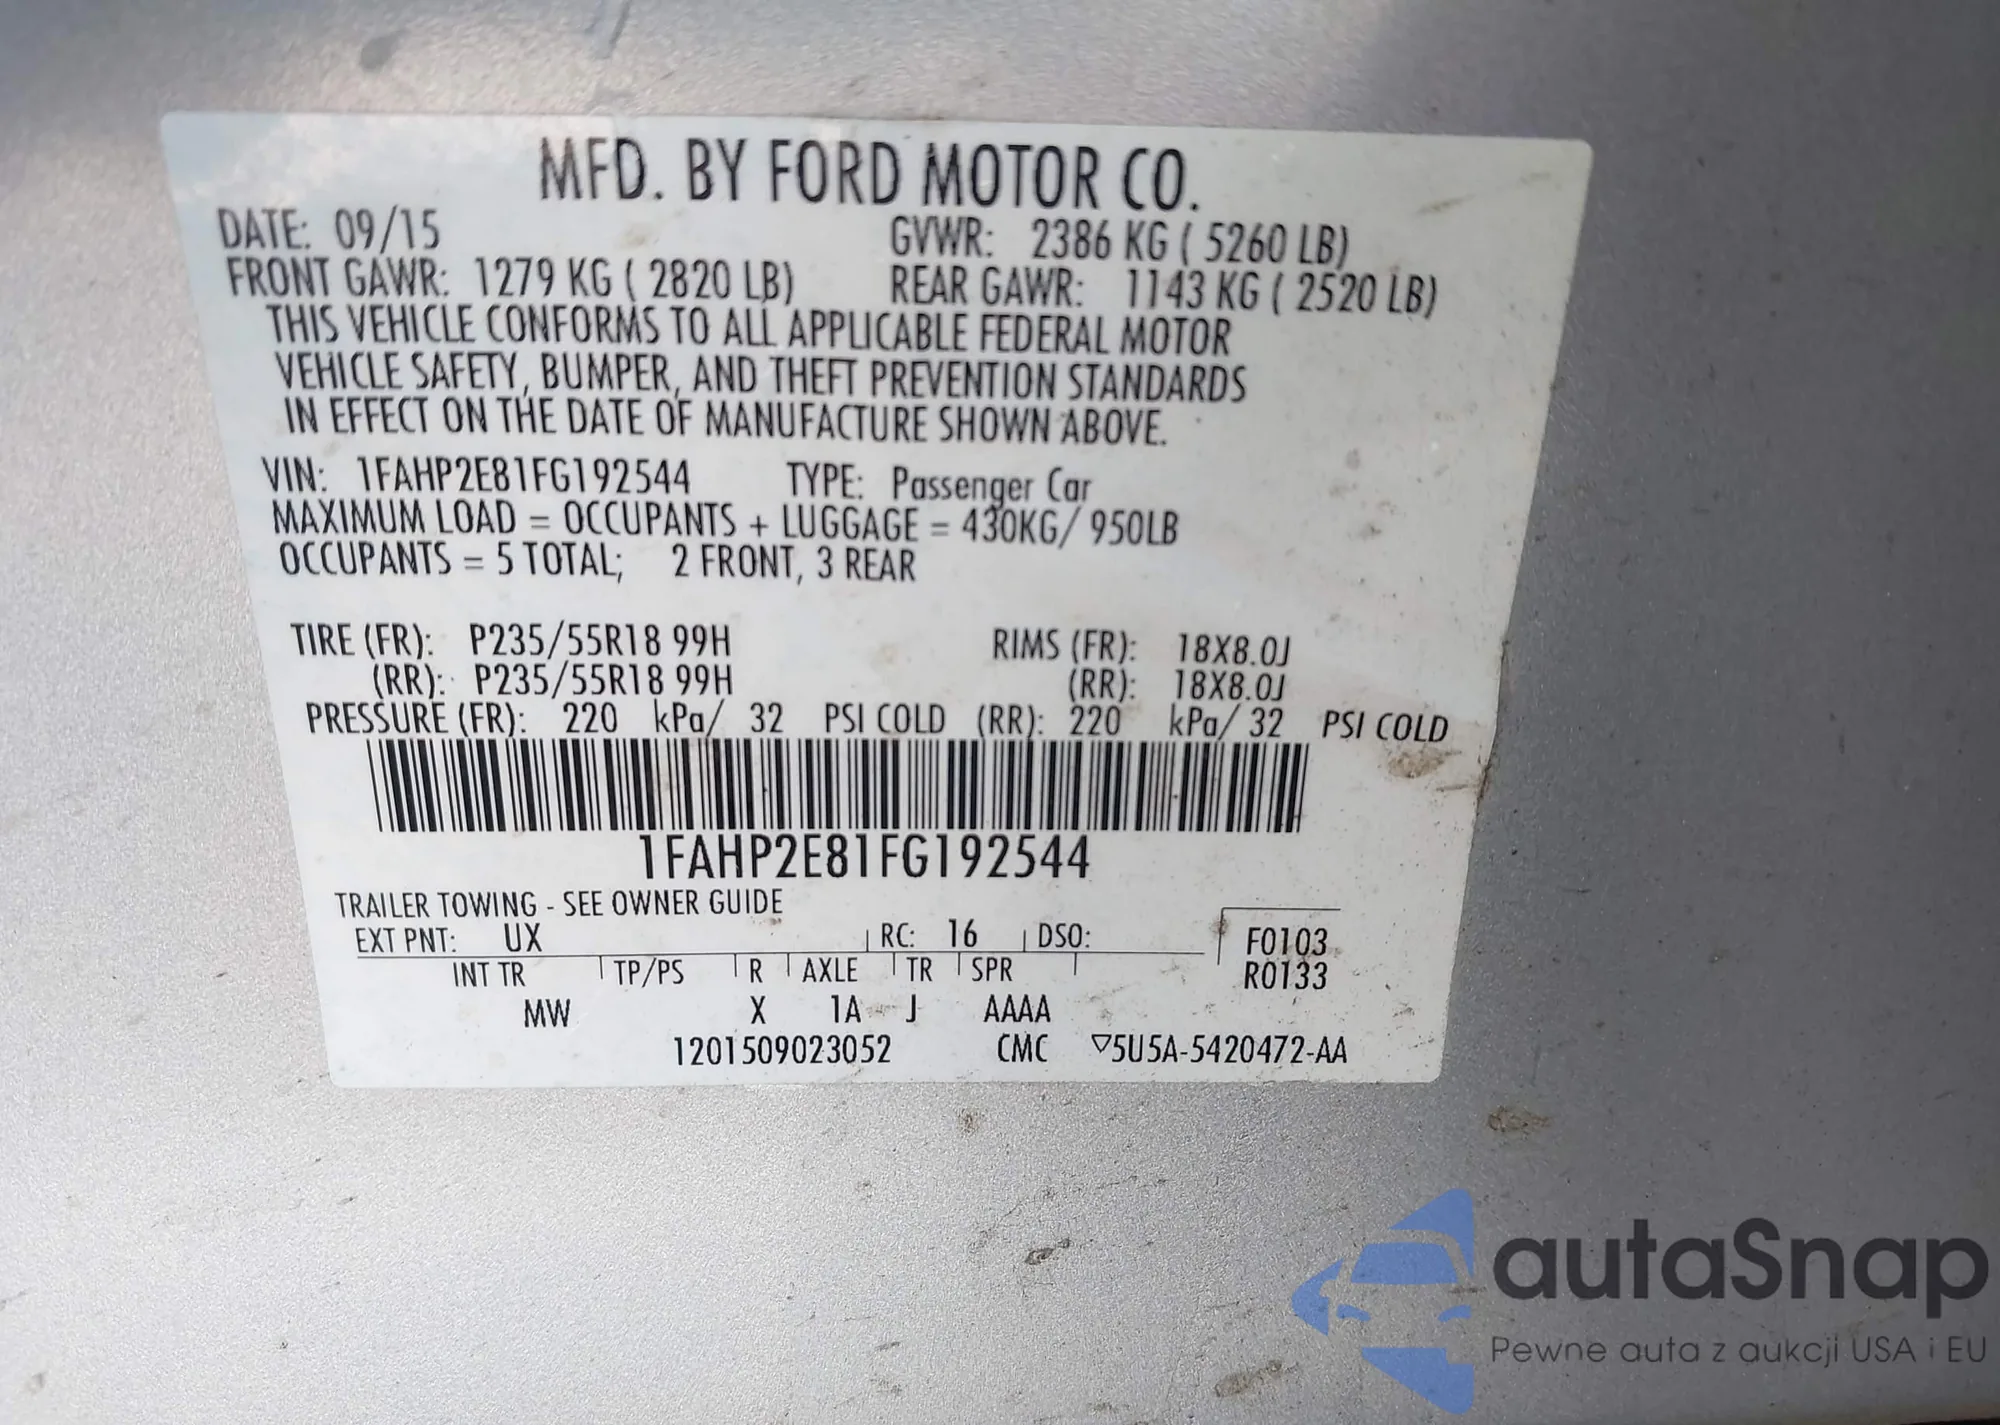 MFD. BY FORD MOTOR CO.
DATE: 09/15 GVWR: 2386 KG ( 5260 LB)
FRONT GAWR: 1279 KG ( 2820 LB) REAR GAWR: 1143 KG ( 2520 LB)
THIS VEHICLE CONFORMS TO ALL APPLICABLE FEDERAL MOTOR
VEHICLE SAFETY, BUMPER, AND THEFT PREVENTION STANDARDS
IN EFFECT ON THE DATE OF MANUFACTURE SHOWN ABOVE.
VIN: 1FAHP2E81FG192544 TYPE: Passenger Car
MAXIMUM LOAD = OCCUPANTS + LUGGAGE = 430KG/ 950LB
OCCUPANTS = 5 TOTAL; 2 FRONT, 3 REAR
TIRE (FR): P235/55R18 99H RIMS (FR): 18X8.0J
(RR): P235/55R18 99H (RR): 18X8.0J
PRESSURE (FR): 220 kPa/ 32 PSI COLD (RR): 220 kPa/ 32 PSI COLD
1FAHP2E81FG192544
TRAILER TOWING - SEE OWNER GUIDE
EXT PNT: UX RC: 16 DSO: F0103
INT TR TP/PS R AXLE TR SPR R0133
MW X 1A J AAAA
1201509023052 CMC ▽5U5A-5420472-AA
autaSnap
Pewne auta z aukcji USA i EU